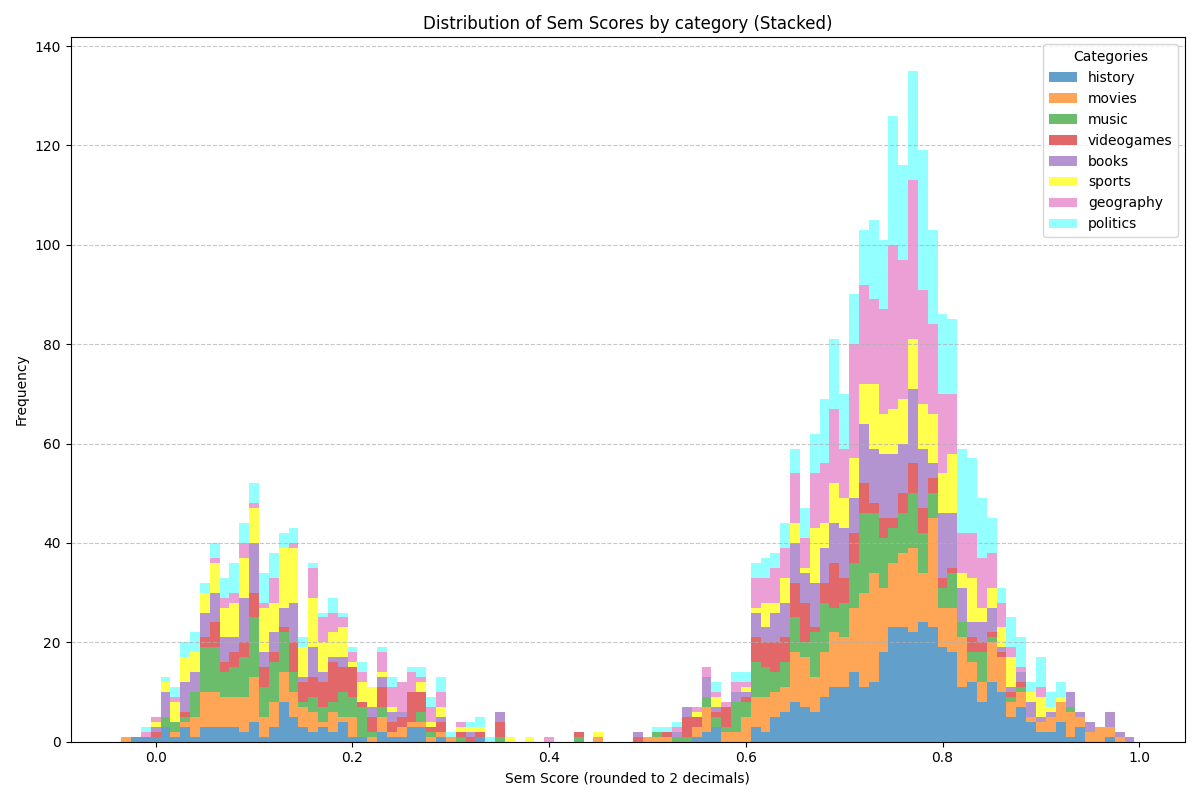 Distribution of Sem Scores by category (Stacked)
140
120
100
80
60
40
20
0
Frequency
Categories
history
movies
music
videogames
books
sports
geography
politics
0.0 0.2 0.4 0.6 0.8 1.0
Sem Score (rounded to 2 decimals)